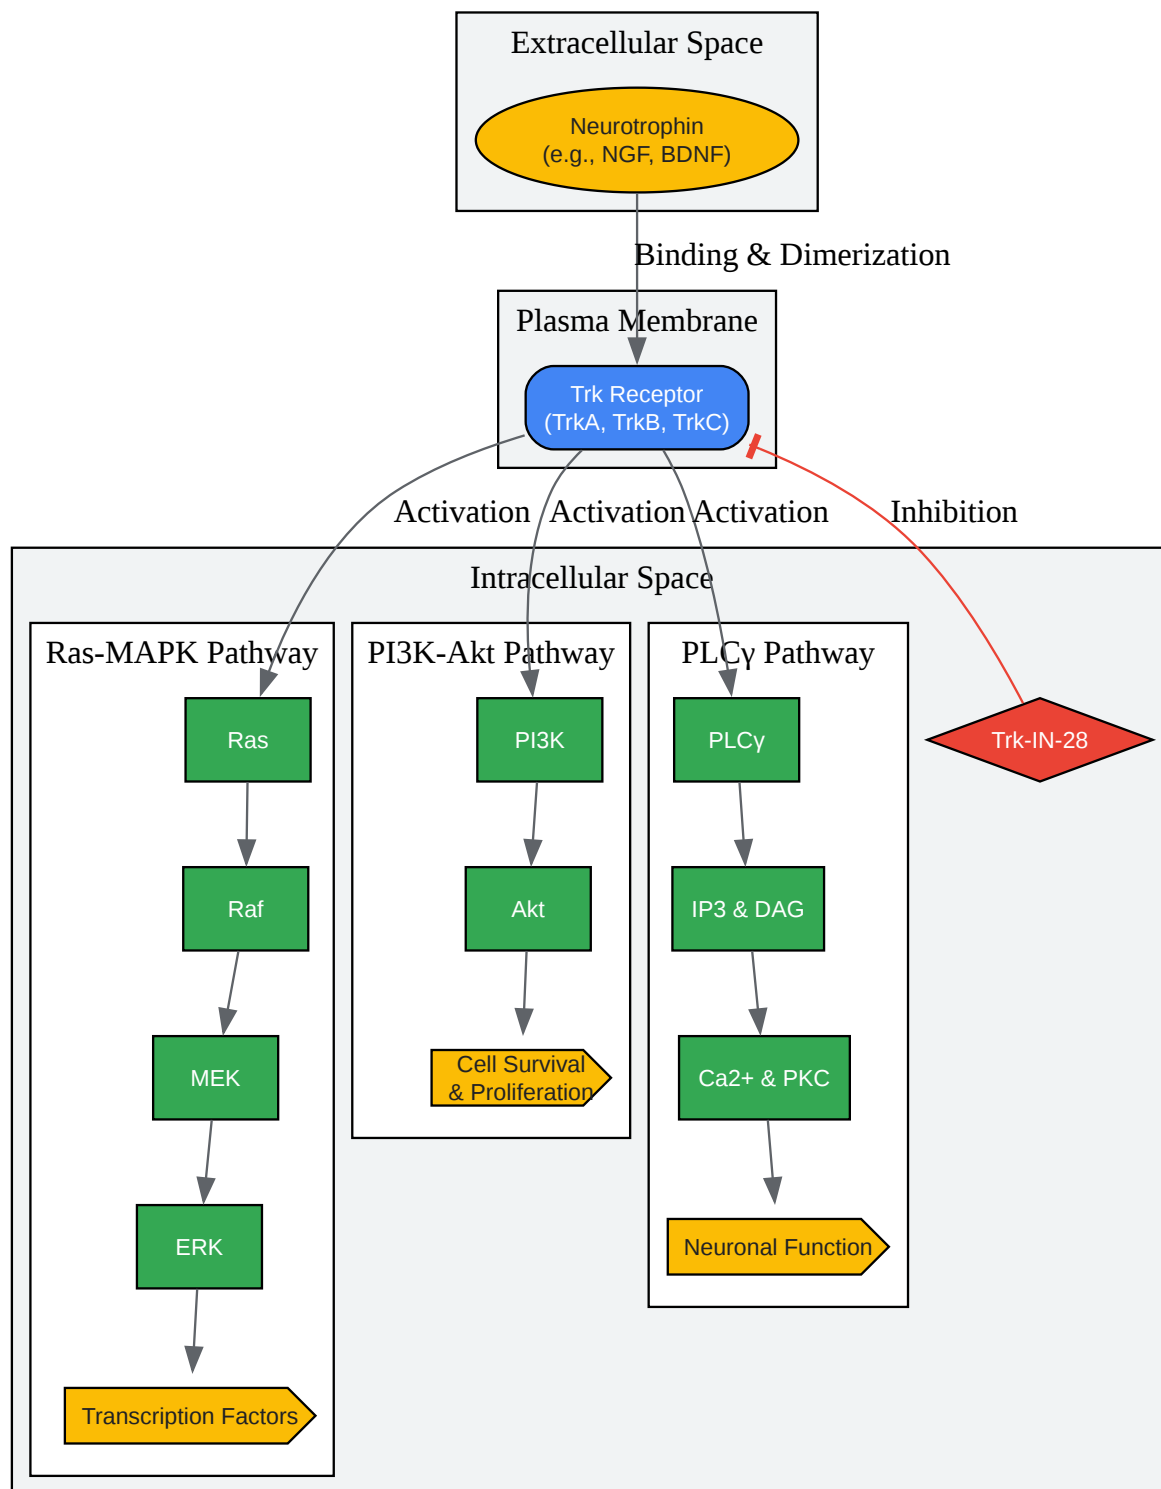 Extracellular Space
Neurotrophin
(e.g., NGF, BDNF)
Binding & Dimerization
Plasma Membrane
Trk Receptor
(TrkA, TrkB, TrkC)
Activation
Activation
Activation
Inhibition
Intracellular Space
Ras-MAPK Pathway
PI3K-Akt Pathway
PLCγ Pathway
Ras
PI3K
PLCγ
Trk-IN-28
Raf
Akt
IP3 & DAG
MEK
Cell Survival
& Proliferation
Ca2+ & PKC
ERK
Neuronal Function
Transcription Factors